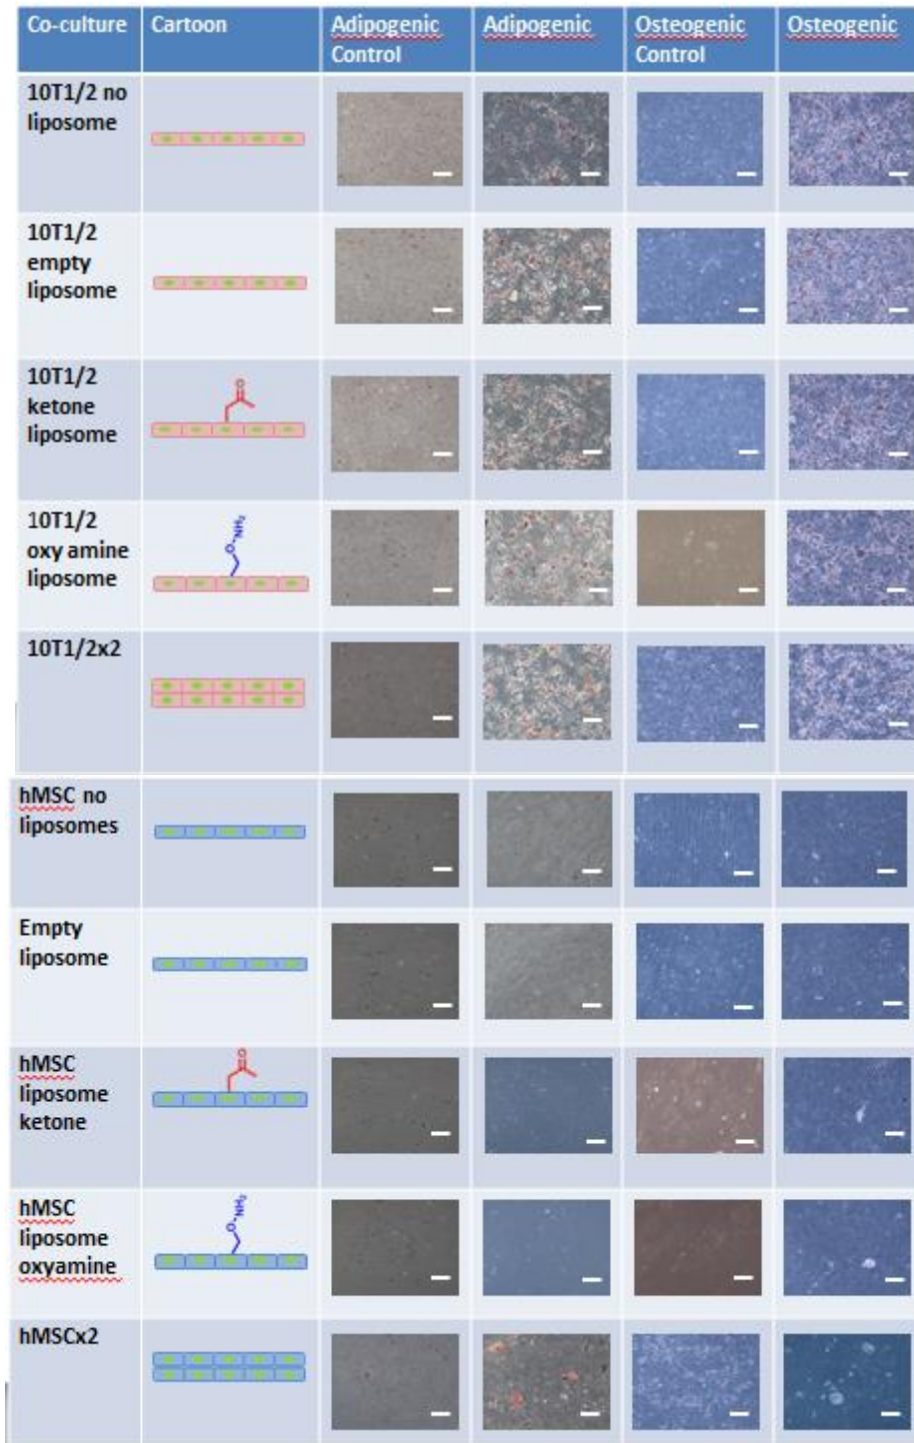 Co-culture Cartoon Adipogenic Adipogenic Osteogenic Osteogenic
Control Control
10T1/2 no
liposome
10T1/2
empty
liposome
10T1/2
ketone
liposome
O
10T1/2
oxy amine
liposome
O-NH2
10T1/2x2
hMSC no
liposomes
Empty
liposome
hMSC
liposome
ketone
O
hMSC
liposome
oxyamine
O-NH2
hMSCx2